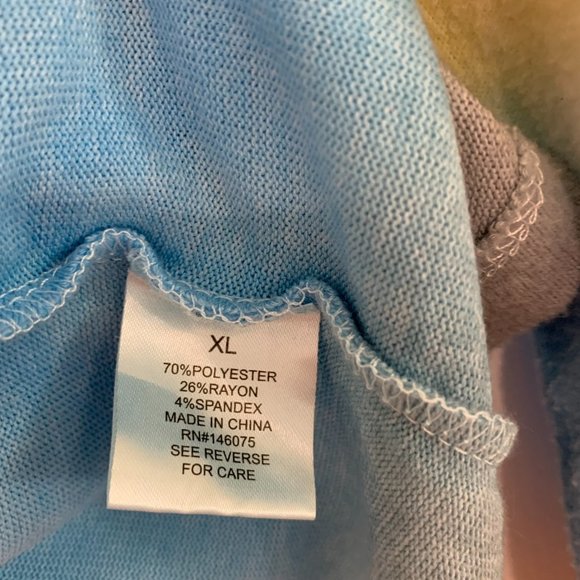 XL
70%POLYESTER
26%RAYON
4%SPANDEX
MADE IN CHINA
RN#146075
SEE REVERSE
FOR CARE